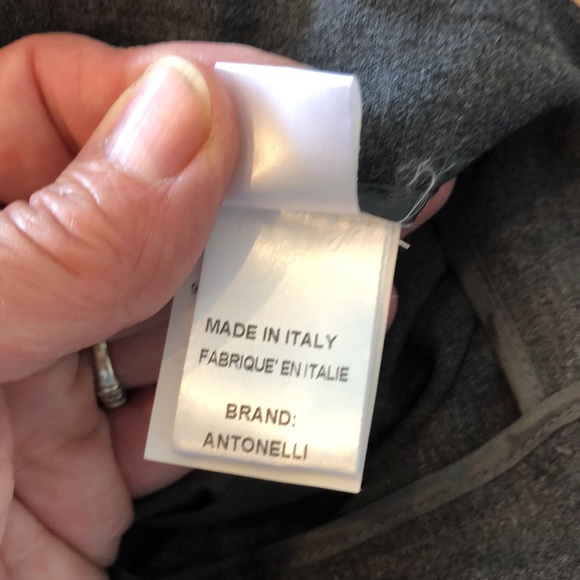 MADE IN ITALY
FABRIQUE' EN ITALIE
BRAND:
ANTONELLI